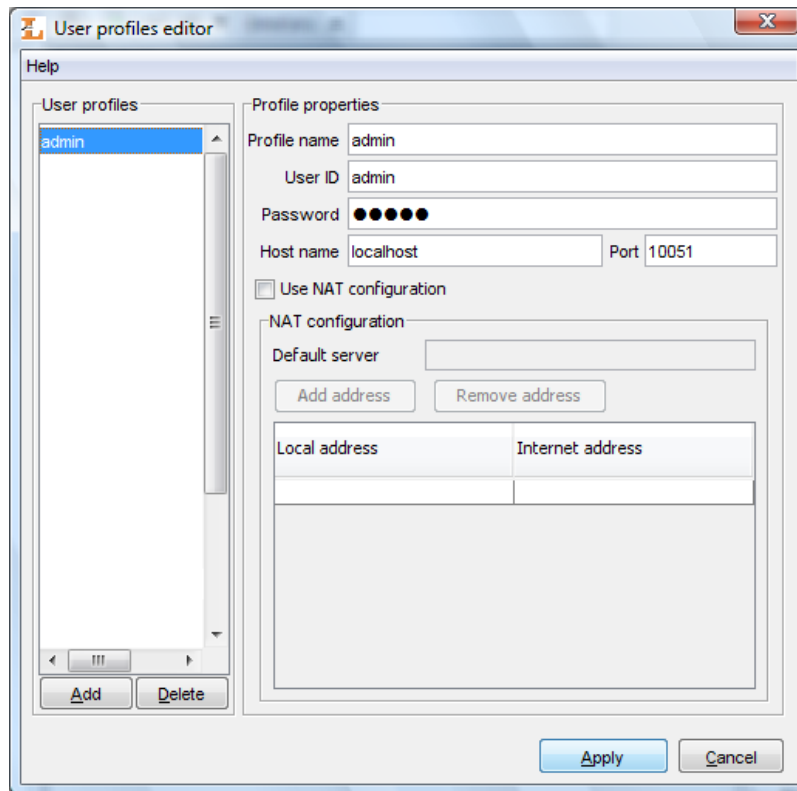 User profiles editor
Help
User profiles
admin
Add
Delete
Profile properties
Profile name admin
User ID admin
Password ●●●●●
Host name localhost Port 10051
Use NAT configuration
NAT configuration
Default server
Add address Remove address
Local address Internet address
Apply Cancel